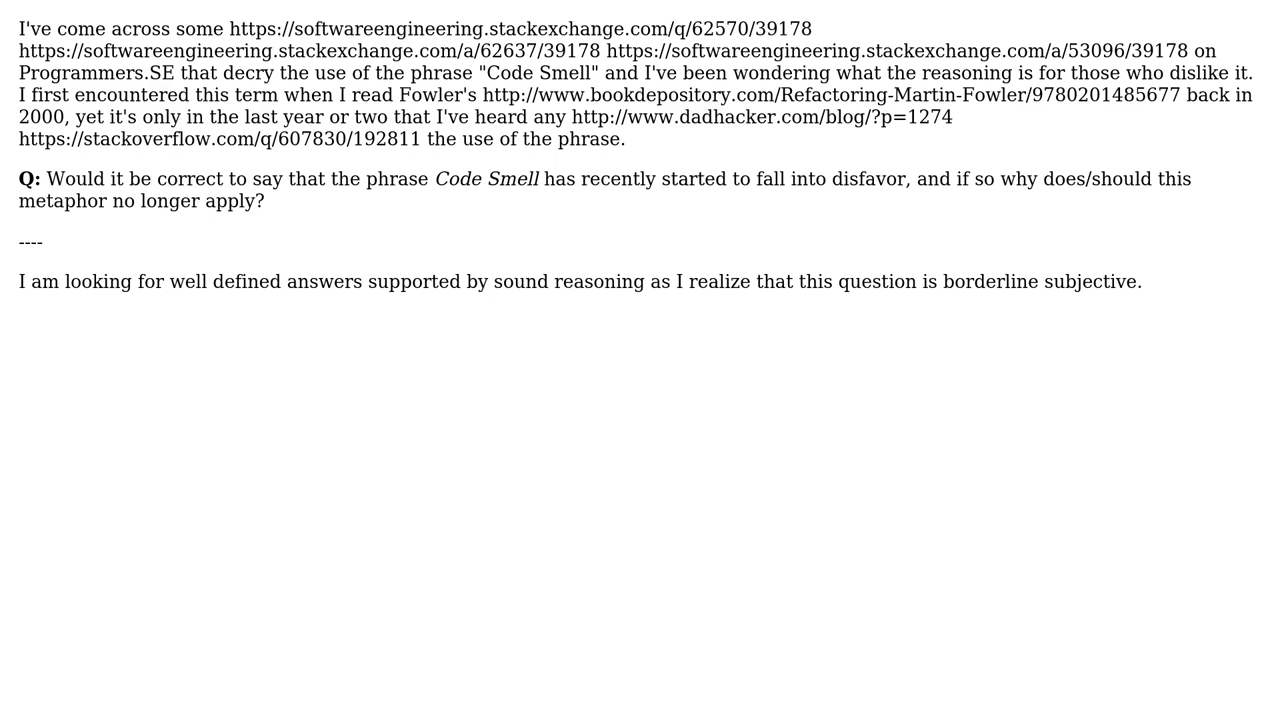 I've come across some https://softwareengineering.stackexchange.com/q/62570/39178
https://softwareengineering.stackexchange.com/a/62637/39178 https://softwareengineering.stackexchange.com/a/53096/39178 on
Programmers.SE that decry the use of the phrase "Code Smell" and I've been wondering what the reasoning is for those who dislike it.
I first encountered this term when I read Fowler's http://www.bookdepository.com/Refactoring-Martin-Fowler/9780201485677 back in
2000, yet it's only in the last year or two that I've heard any http://www.dadhacker.com/blog/?p=1274
https://stackoverflow.com/q/607830/192811 the use of the phrase.
Q: Would it be correct to say that the phrase Code Smell has recently started to fall into disfavor, and if so why does/should this
metaphor no longer apply?
----
I am looking for well defined answers supported by sound reasoning as I realize that this question is borderline subjective.